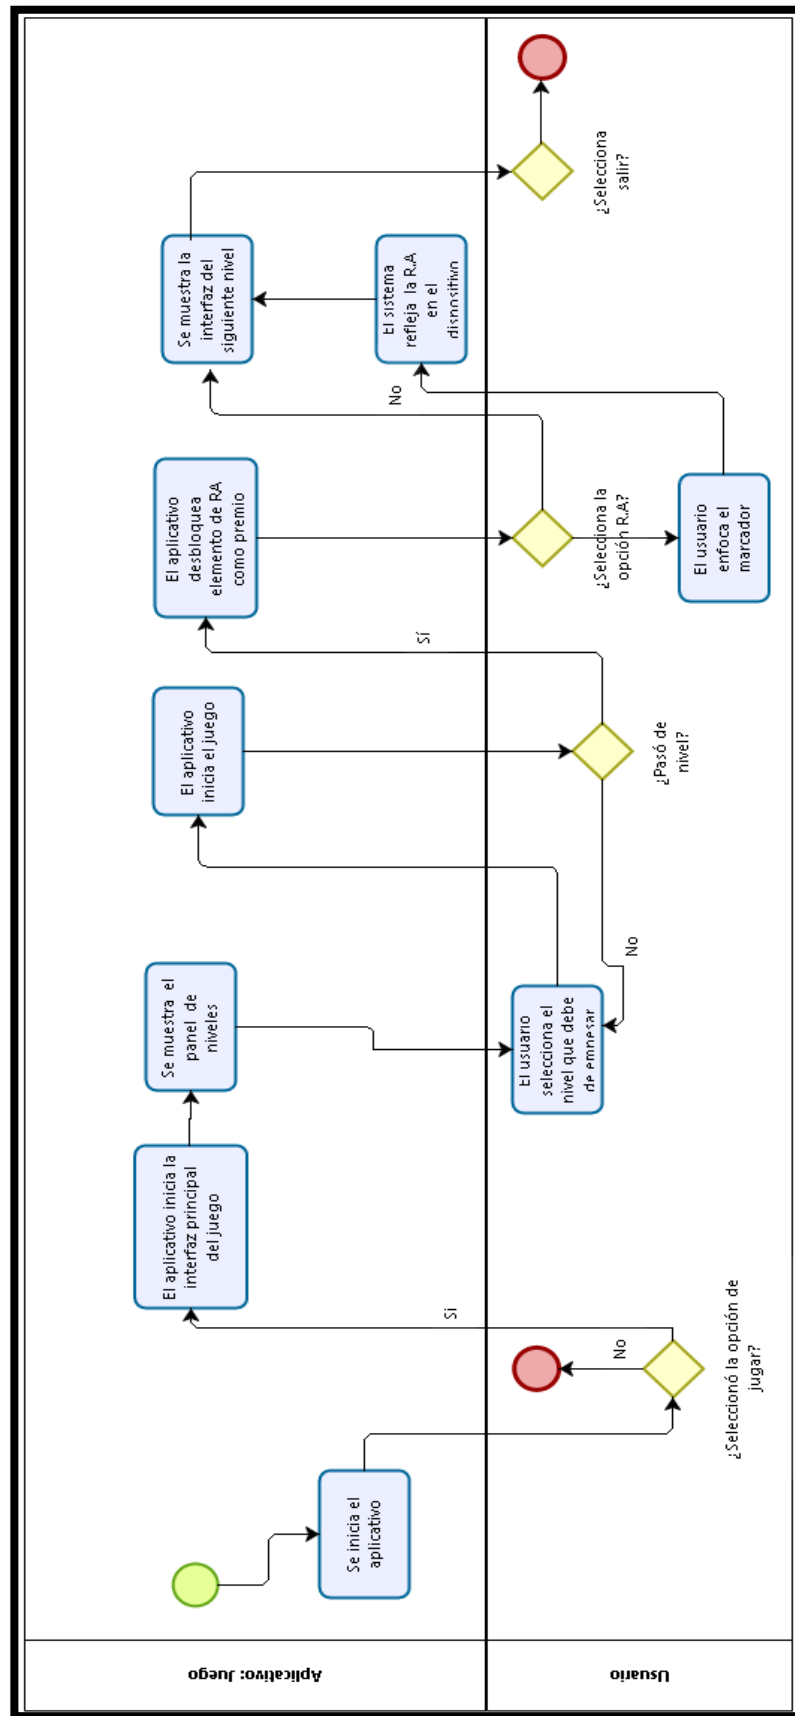 Aplicativo: Juego
Usuario
Se inicia el
aplicativo
¿Seleccionó la opción de
jugar?
No
Si
El aplicativo inicia la
interfaz principal
del juego
Se muestra el
panel de
niveles
El usuario
selecciona el
nivel que debe
de empesar
El aplicativo
inicia el juego
¿Pasó de
nivel?
No
Sí
El aplicativo
desbloquea
elemento de RA
como premio
¿Selecciona la
opción R.A?
No
El usuario
enfoca el
marcador
El sistema
refleja la R.A
en el
dispositivo
Se muestra la
interfaz del
siguiente nivel
¿Selecciona
salir?